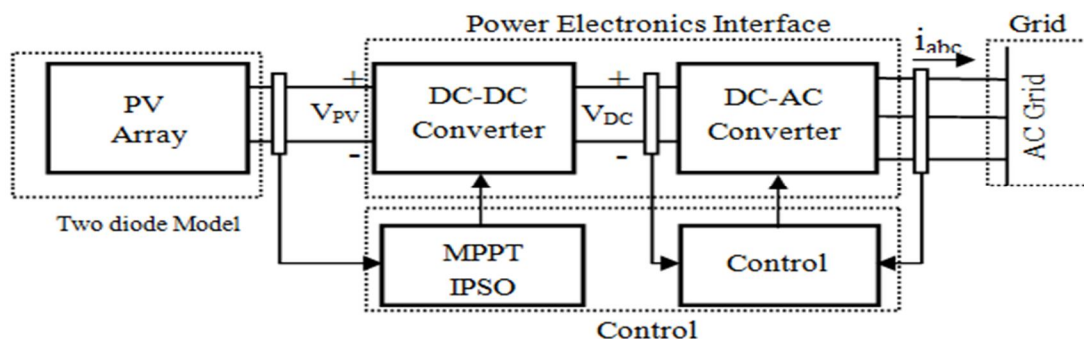 Power Electronics Interface
Grid
i_abc
PV
Array
+
V_PV
-
DC-DC
Converter
+
V_DC
-
DC-AC
Converter
AC Grid
Two diode Model
MPPT
IPSO
Control
Control